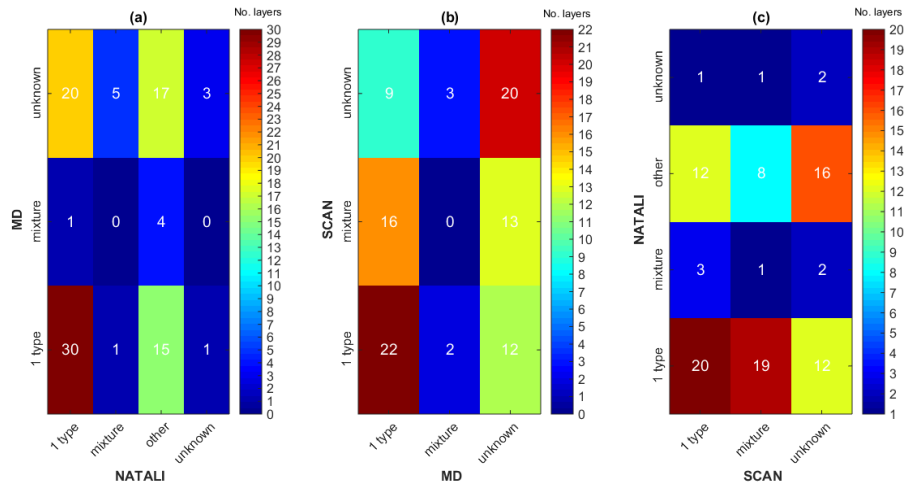 (a)
No. layers
unknown
mixture
1 type
MD
20 5 17 3
1 0 4 0
30 1 15 1
1 type mixture other unknown
NATALI
30
29
28
27
26
25
24
23
22
21
20
19
18
17
16
15
14
13
12
11
10
9
8
7
6
5
4
3
2
1
0
(b)
No. layers
unknown
mixture
1 type
SCAN
9 3 20
16 0 13
22 2 12
1 type mixture unknown
MD
22
21
20
19
18
17
16
15
14
13
12
11
10
9
8
7
6
5
4
3
2
1
0
(c)
No. layers
unknown
other
mixture
1 type
NATALI
1 1 2
12 8 16
3 1 2
20 19 12
1 type mixture unknown
SCAN
20
19
18
17
16
15
14
13
12
11
10
9
8
7
6
5
4
3
2
1